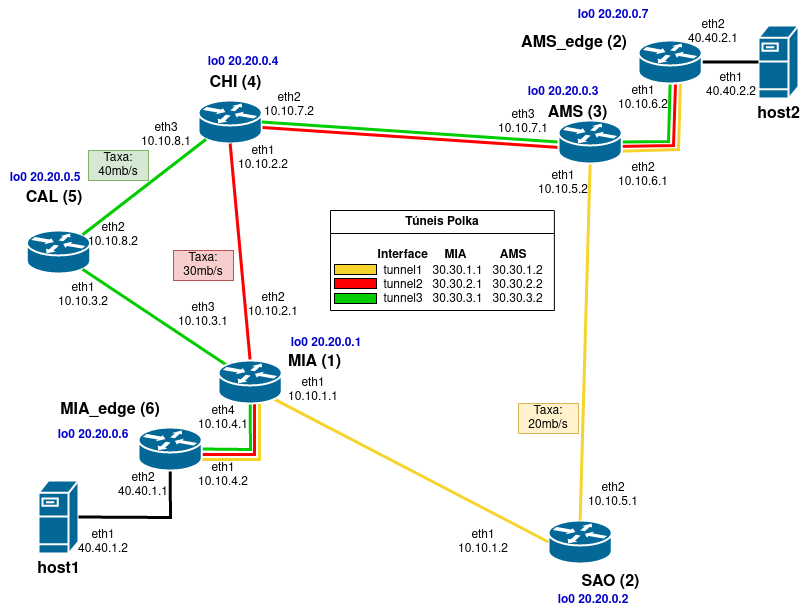 lo0 20.20.0.7
AMS_edge (2)
eth2
40.40.2.1
eth1
40.40.2.2
host2
lo0 20.20.0.4
CHI (4)
eth2
10.10.7.2
lo0 20.20.0.3
AMS (3)
eth1
10.10.6.2
eth3
10.10.7.1
eth3
10.10.8.1
eth1
10.10.2.2
Taxa:
40mb/s
lo0 20.20.0.5
CAL (5)
eth1
10.10.5.2
eth2
10.10.6.1
eth2
10.10.8.2
Túneis Polka
Interface MIA AMS
tunnel1 30.30.1.1 30.30.1.2
tunnel2 30.30.2.1 30.30.2.2
tunnel3 30.30.3.1 30.30.3.2
Taxa:
30mb/s
eth1
10.10.3.2
eth3
10.10.3.1
eth2
10.10.2.1
lo0 20.20.0.1
MIA (1)
eth1
10.10.1.1
MIA_edge (6)
lo0 20.20.0.6
eth4
10.10.4.1
eth1
10.10.4.2
Taxa:
20mb/s
eth2
40.40.1.1
eth1
40.40.1.2
host1
eth2
10.10.5.1
eth1
10.10.1.2
SAO (2)
lo0 20.20.0.2